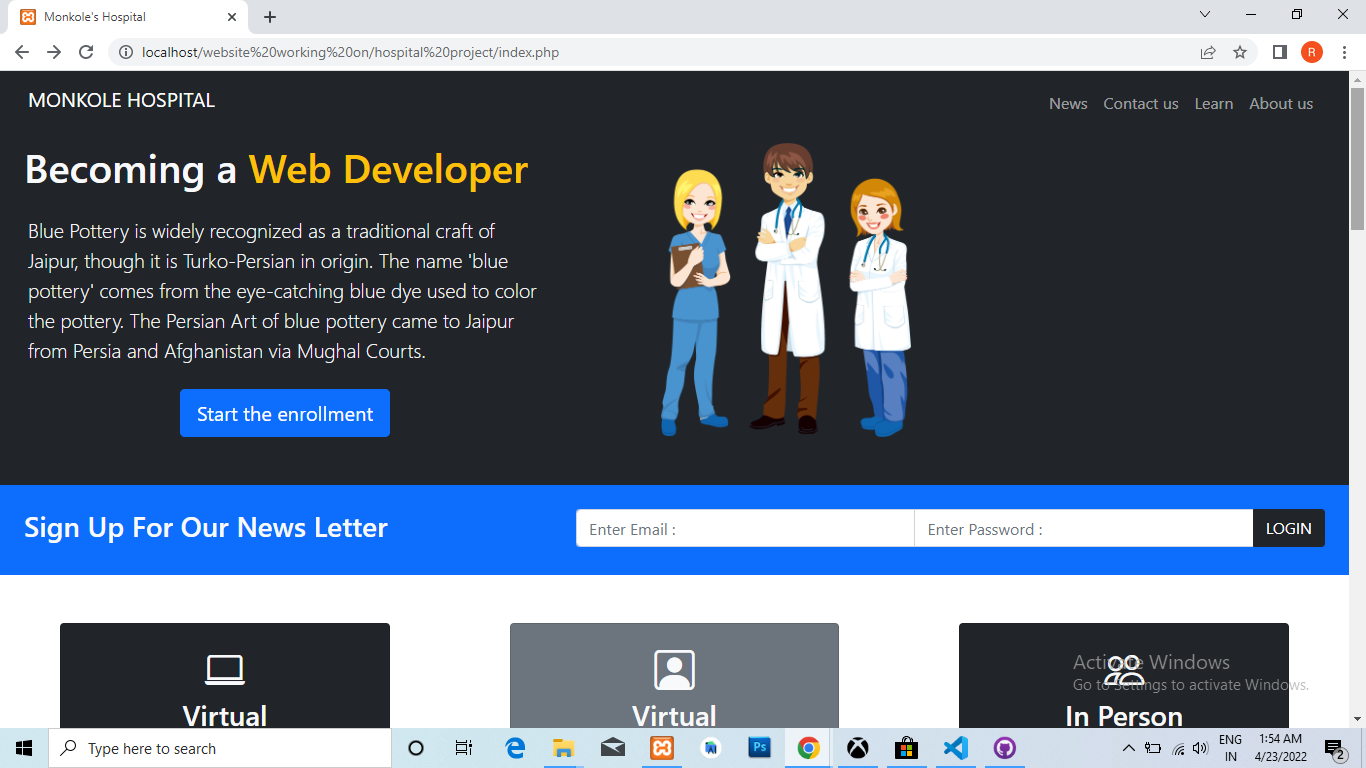 Monkole's Hospital
localhost/website%20working%20on/hospital%20project/index.php
R
MONKOLE HOSPITAL
News Contact us Learn About us
Becoming a Web Developer
Blue Pottery is widely recognized as a traditional craft of
Jaipur, though it is Turko-Persian in origin. The name 'blue
pottery' comes from the eye-catching blue dye used to color
the pottery. The Persian Art of blue pottery came to Jaipur
from Persia and Afghanistan via Mughal Courts.
Start the enrollment
Sign Up For Our News Letter
Enter Email :
Enter Password :
LOGIN
Virtual
Virtual
In Person
Activate Windows
Go to Settings to activate Windows.
Type here to search
Ps
ENG
IN
1:54 AM
4/23/2022
2